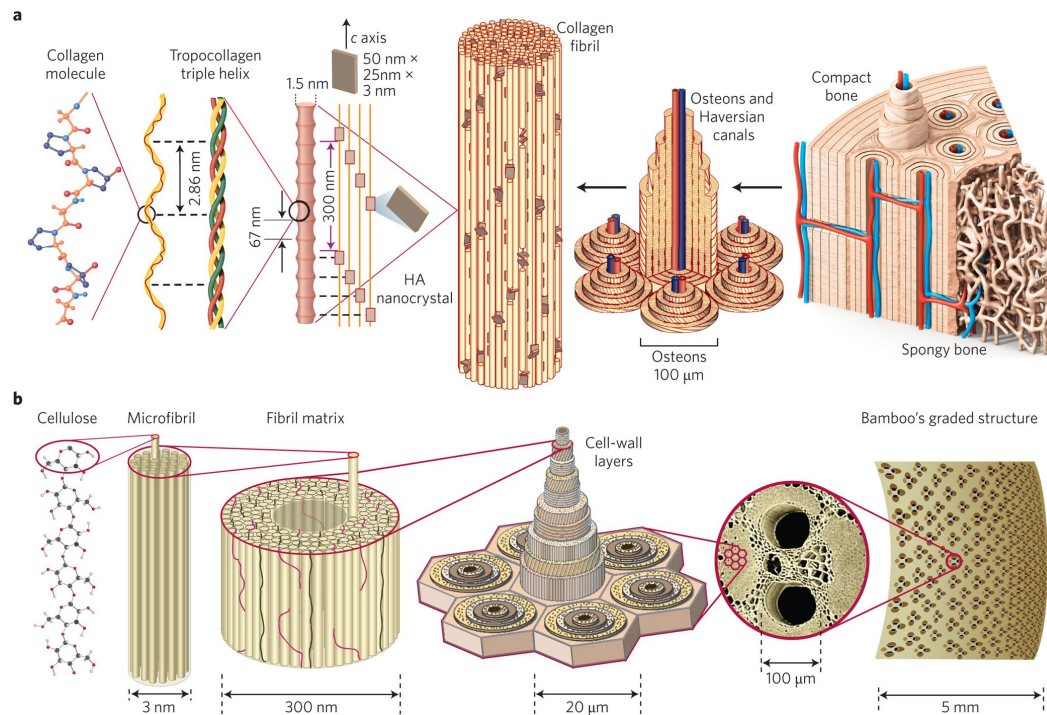 a
Collagen
molecule
Tropocollagen
triple helix
2.86 nm
c axis
50 nm ×
25nm ×
3 nm
1.5 nm
300 nm
67 nm
HA
nanocrystal
Collagen
fibril
Osteons and
Haversian
canals
Osteons
100 μm
Compact
bone
Spongy bone
b
Cellulose
Microfibril
3 nm
Fibril matrix
300 nm
Cell-wall
layers
20 μm
100 μm
Bamboo's graded structure
5 mm